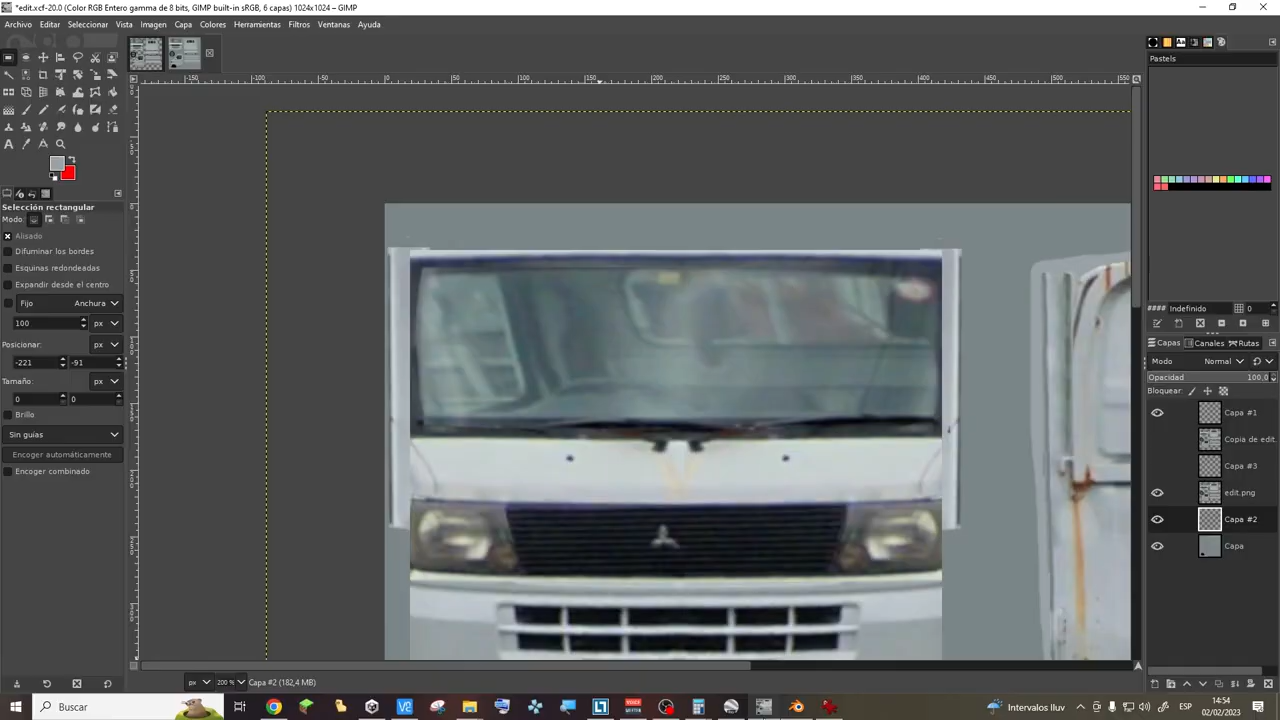 *edit.xcf-20.0 (Color RGB Entero gamma de 8 bits, GIMP built-in sRGB, 6 capas) 1024x1024 – GIMP
Archivo Editar Seleccionar Vista Imagen Capa Colores Herramientas Filtros Ventanas Ayuda
Pastels
Selección rectangular
Modo:
Alisado
Difuminar los bordes
Esquinas redondeadas
Expandir desde el centro
Fijo Anchura
100 px
Posicionar: px
-221 -91
Tamaño: px
0 0
Brillo
Sin guias
Encoger automáticamente
Encoger combinado
Indefinido 0
Capas Canales Rutas
Modo Normal
Opacidad 100,0
Bloquear:
Capa #1
Copia de edit.
Capa #3
edit.png
Capa #2
Capa
px 200 % Capa #2 (182,4 MB)
Buscar
Intervalos iluv
ESP
14:54
02/02/2023